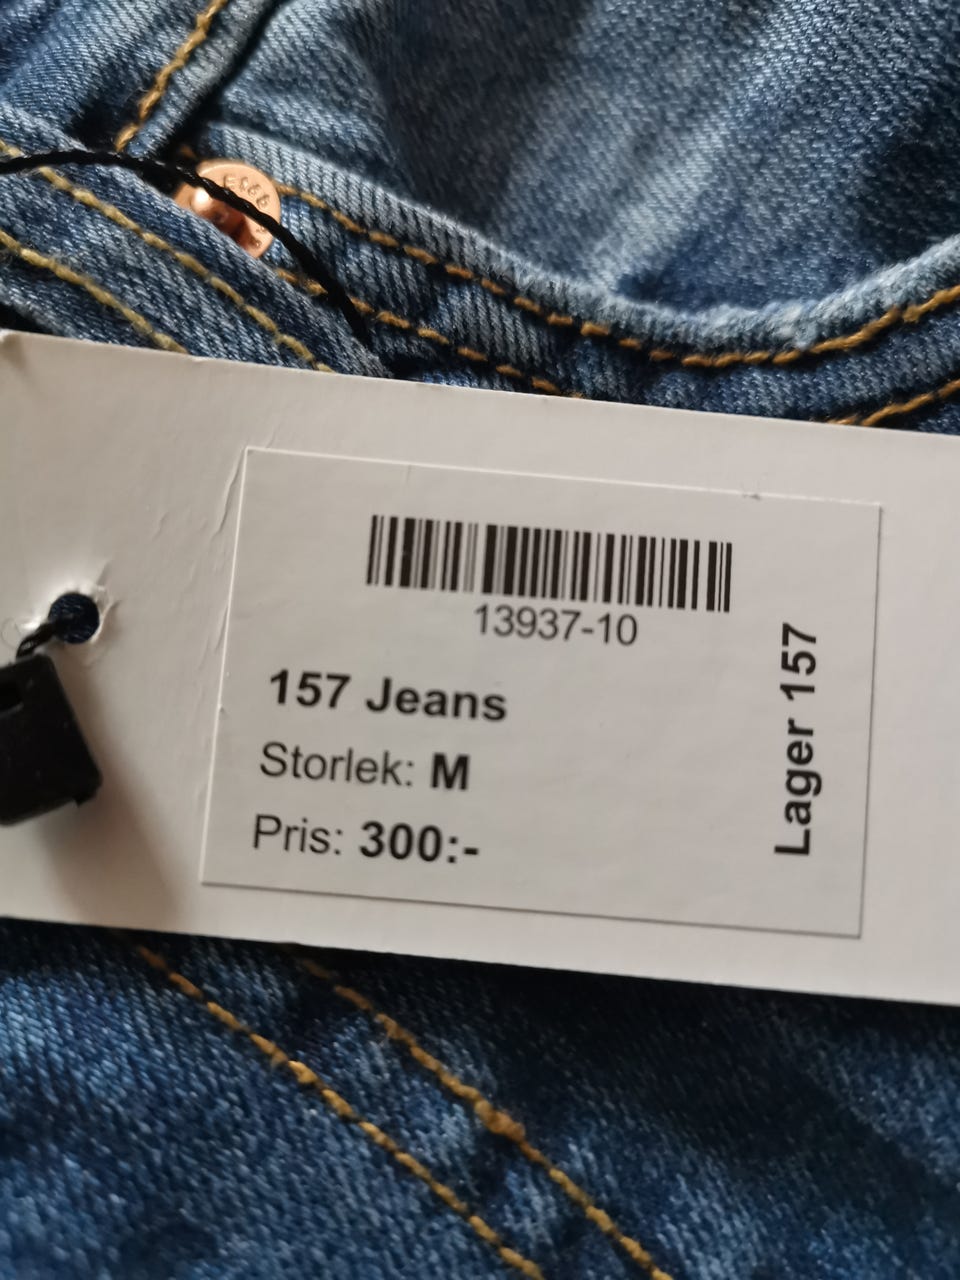 13937-10
157 Jeans
Storlek: M
Pris: 300:-
Lager 157